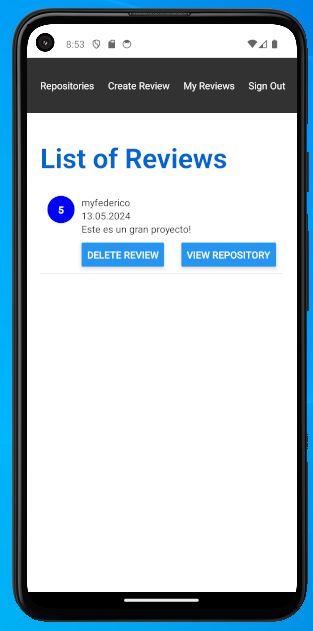 8:53
Repositories Create Review My Reviews Sign Out
List of Reviews
5
myfederico
13.05.2024
Este es un gran proyecto!
DELETE REVIEW VIEW REPOSITORY